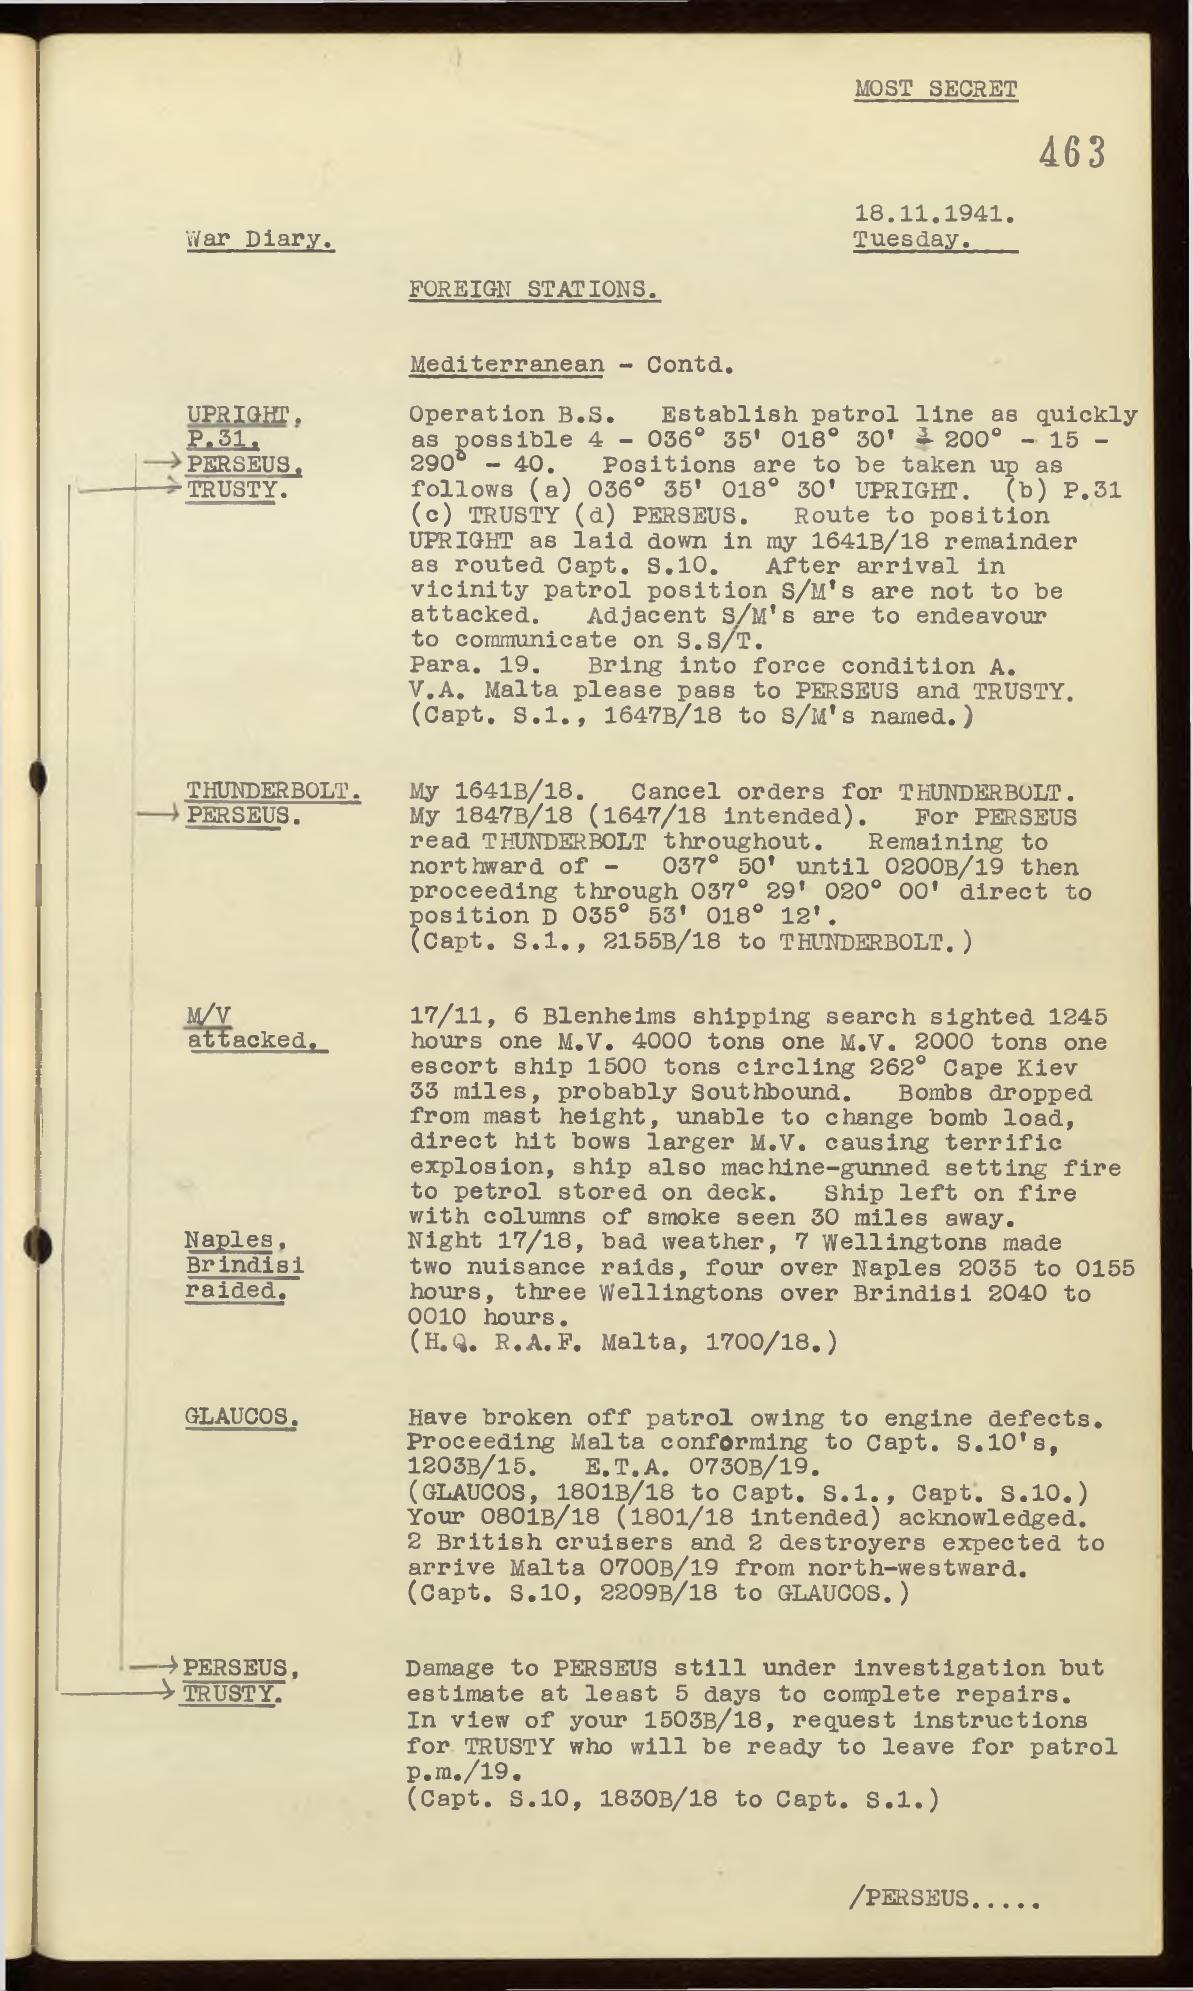 MOST SECRET
463
18.11.1941.
War Diary.
Tuesday.
FOREIGN STATIONS.
Mediterranean - Contd.
UPRIGHT,
P.31,
PERSEUS,
TRUSTY.
Operation B.S. Establish patrol line as quickly
as possible 4 - 036° 35' 018° 30' - 200° - 15 -
290° - 40. Positions are to be taken up as
follows (a) 036° 35' 018° 30' UPRIGHT. (b) P.31
(c) TRUSTY (d) PERSEUS. Route to position
UPRIGHT as laid down in my 1641B/18 remainder
as routed Capt. S.10. After arrival in
vicinity patrol position S/M's are not to be
attacked. Adjacent S/M's are to endeavour
to communicate on S.S/T.
Para. 19. Bring into force condition A.
V.A. Malta please pass to PERSEUS and TRUSTY.
(Capt. S.1., 1647B/18 to S/M's named.)
THUNDERBOLT.
PERSEUS.
My 1641B/18. Cancel orders for THUNDERBOLT.
My 1847B/18 (1647/18 intended). For PERSEUS
read THUNDERBOLT throughout. Remaining to
northward of - 037° 50' until 0200B/19 then
proceeding through 037° 29' 020° 00' direct to
position D 035° 53' 018° 12'.
(Capt. S.1., 2155B/18 to THUNDERBOLT.)
M/V
attacked.
17/11, 6 Blenheims shipping search sighted 1245
hours one M.V. 4000 tons one M.V. 2000 tons one
escort ship 1500 tons circling 262° Cape Kiev
33 miles, probably Southbound. Bombs dropped
from mast height, unable to change bomb load,
direct hit bows larger M.V. causing terrific
explosion, ship also machine-gunned setting fire
to petrol stored on deck. Ship left on fire
with columns of smoke seen 30 miles away.
Naples,
Brindisi
raided.
Night 17/18, bad weather, 7 Wellingtons made
two nuisance raids, four over Naples 2035 to 0155
hours, three Wellingtons over Brindisi 2040 to
0010 hours.
(H.Q. R.A.F. Malta, 1700/18.)
GLAUCOS.
Have broken off patrol owing to engine defects.
Proceeding Malta conforming to Capt. S.10's,
1203B/15. E.T.A. 0730B/19.
(GLAUCOS, 1801B/18 to Capt. S.1., Capt. S.10.)
Your 0801B/18 (1801/18 intended) acknowledged.
2 British cruisers and 2 destroyers expected to
arrive Malta 0700B/19 from north-westward.
(Capt. S.10, 2209B/18 to GLAUCOS.)
PERSEUS,
TRUSTY.
Damage to PERSEUS still under investigation but
estimate at least 5 days to complete repairs.
In view of your 1503B/18, request instructions
for TRUSTY who will be ready to leave for patrol
p.m./19.
(Capt. S.10, 1830B/18 to Capt. S.1.)
/PERSEUS.....